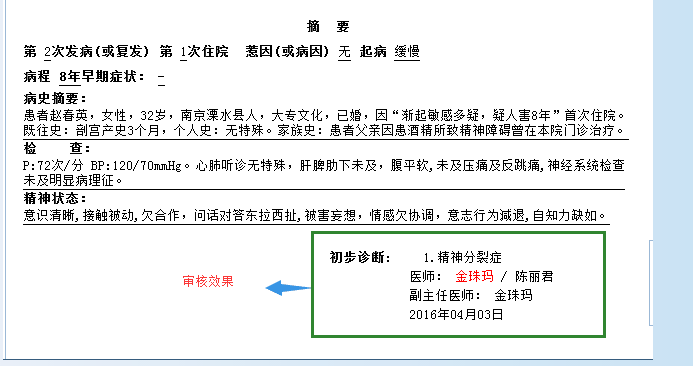 摘 要
第 2次发病(或复发) 第 1次住院 惹因(或病因) 无 起病 缓慢
病程 8年早期症状： -
病史摘要：
患者赵春英，女性，32岁，南京溧水县人，大专文化，已婚，因“渐起敏感多疑，疑人害8年”首次住院。
既往史：剖宫产史3个月，个人史：无特殊。家族史：患者父亲因患酒精所致精神障碍曾在本院门诊治疗。
检 查：
P:72次/分 BP:120/70mmHg。心肺听诊无特殊，肝脾肋下未及，腹平软,未及压痛及反跳痛,神经系统检查
未及明显病理征。
精神状态：
意识清晰,接触被动,欠合作，问话对答东拉西扯,被害妄想，情感欠协调，意志行为减退,自知力缺如。
初步诊断： 1.精神分裂症
审核效果
医师： 金珠玛 / 陈丽君
副主任医师： 金珠玛
2016年04月03日